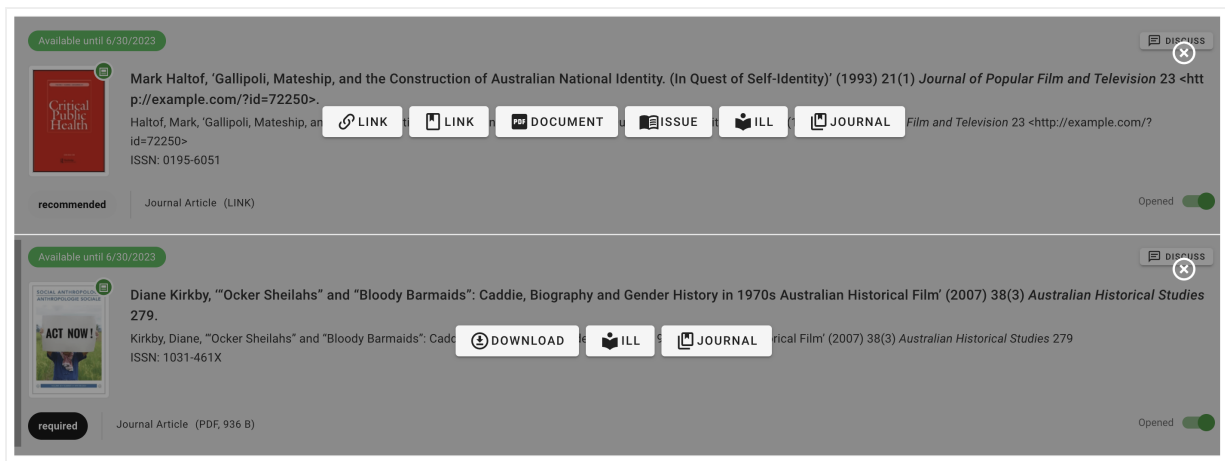 Available until 6/30/2023
DISCUSS
Critical
Public
Health
Mark Haltof, ‘Gallipoli, Mateship, and the Construction of Australian National Identity. (In Quest of Self-Identity)’ (1993) 21(1) Journal of Popular Film and Television 23 <htt
p://example.com/?id=72250>.
Haltof, Mark, ‘Gallipoli, Mateship, an
Film and Television 23 <http://example.com/?
LINK LINK PDF DOCUMENT ISSUE ILL JOURNAL
id=72250>
ISSN: 0195-6051
recommended Journal Article (LINK) Opened
Available until 6/30/2023
DISCUSS
SOCIAL ANTHROPOLO
ANTHROPOLOGIE SOCIALE
ACT NOW!
Diane Kirkby, ‘“Ocker Sheilahs” and “Bloody Barmaids”: Caddie, Biography and Gender History in 1970s Australian Historical Film’ (2007) 38(3) Australian Historical Studies
279.
Kirkby, Diane, ‘“Ocker Sheilahs” and “Bloody Barmaids”: Cadd
orical Film’ (2007) 38(3) Australian Historical Studies 279
DOWNLOAD ILL JOURNAL
ISSN: 1031-461X
required Journal Article (PDF, 936 B) Opened